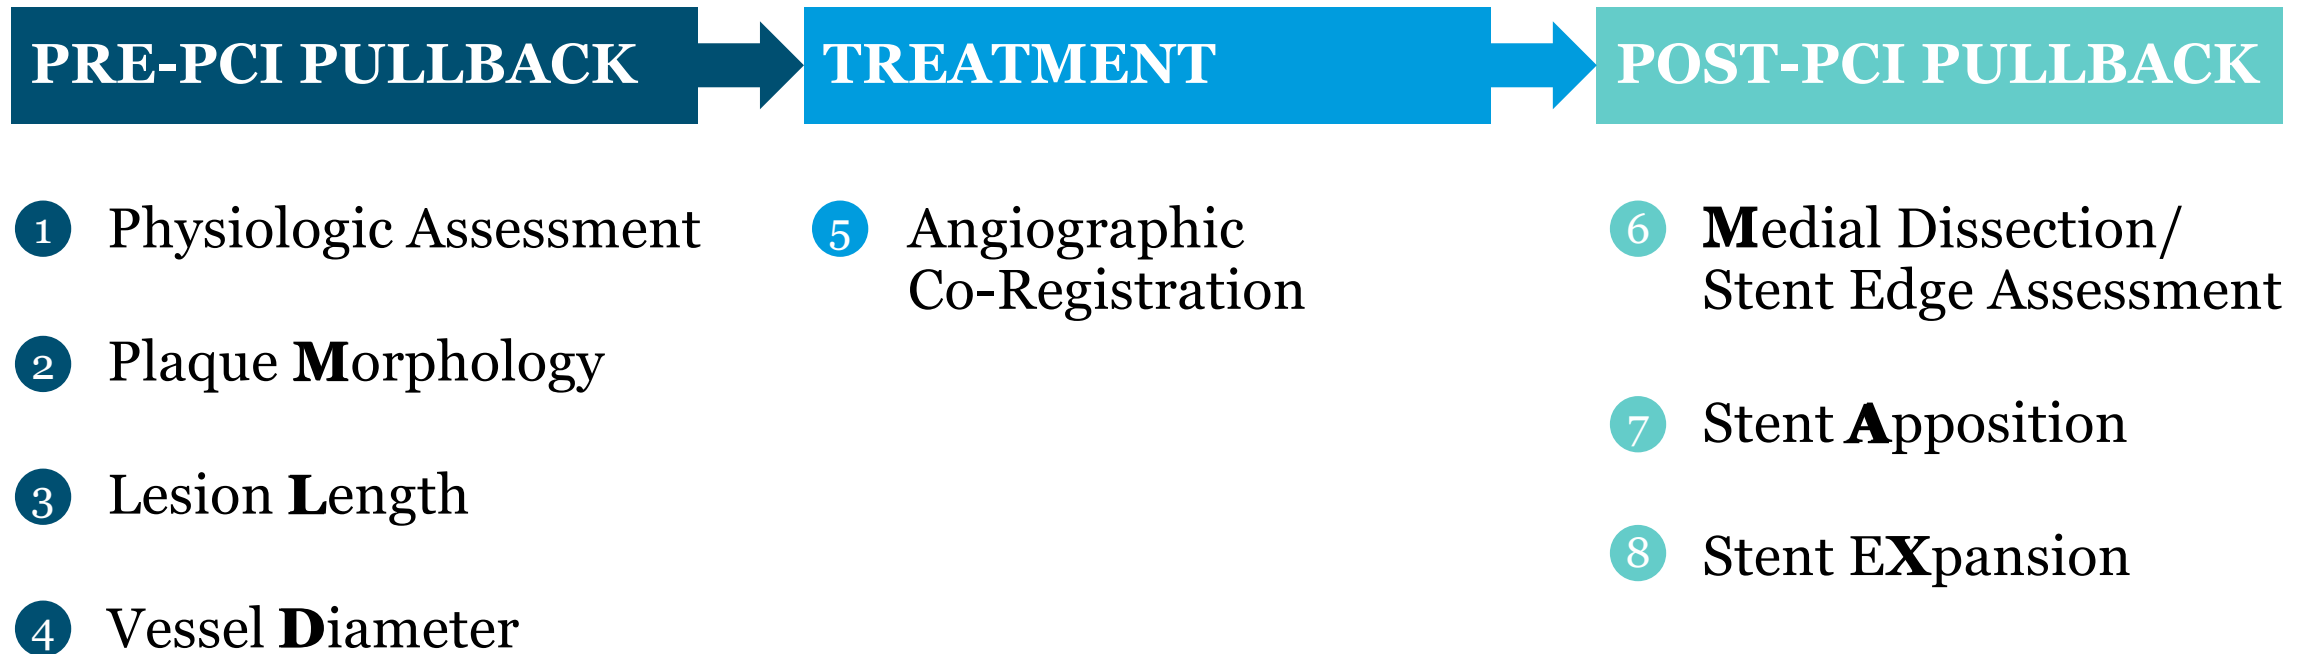 PRE-PCI PULLBACK
1 Physiologic Assessment
2 Plaque Morphology
3 Lesion Length
4 Vessel Diameter
TREATMENT
5 Angiographic
Co-Registration
POST-PCI PULLBACK
6 Medial Dissection/
Stent Edge Assessment
7 Stent Apposition
8 Stent EXpansion